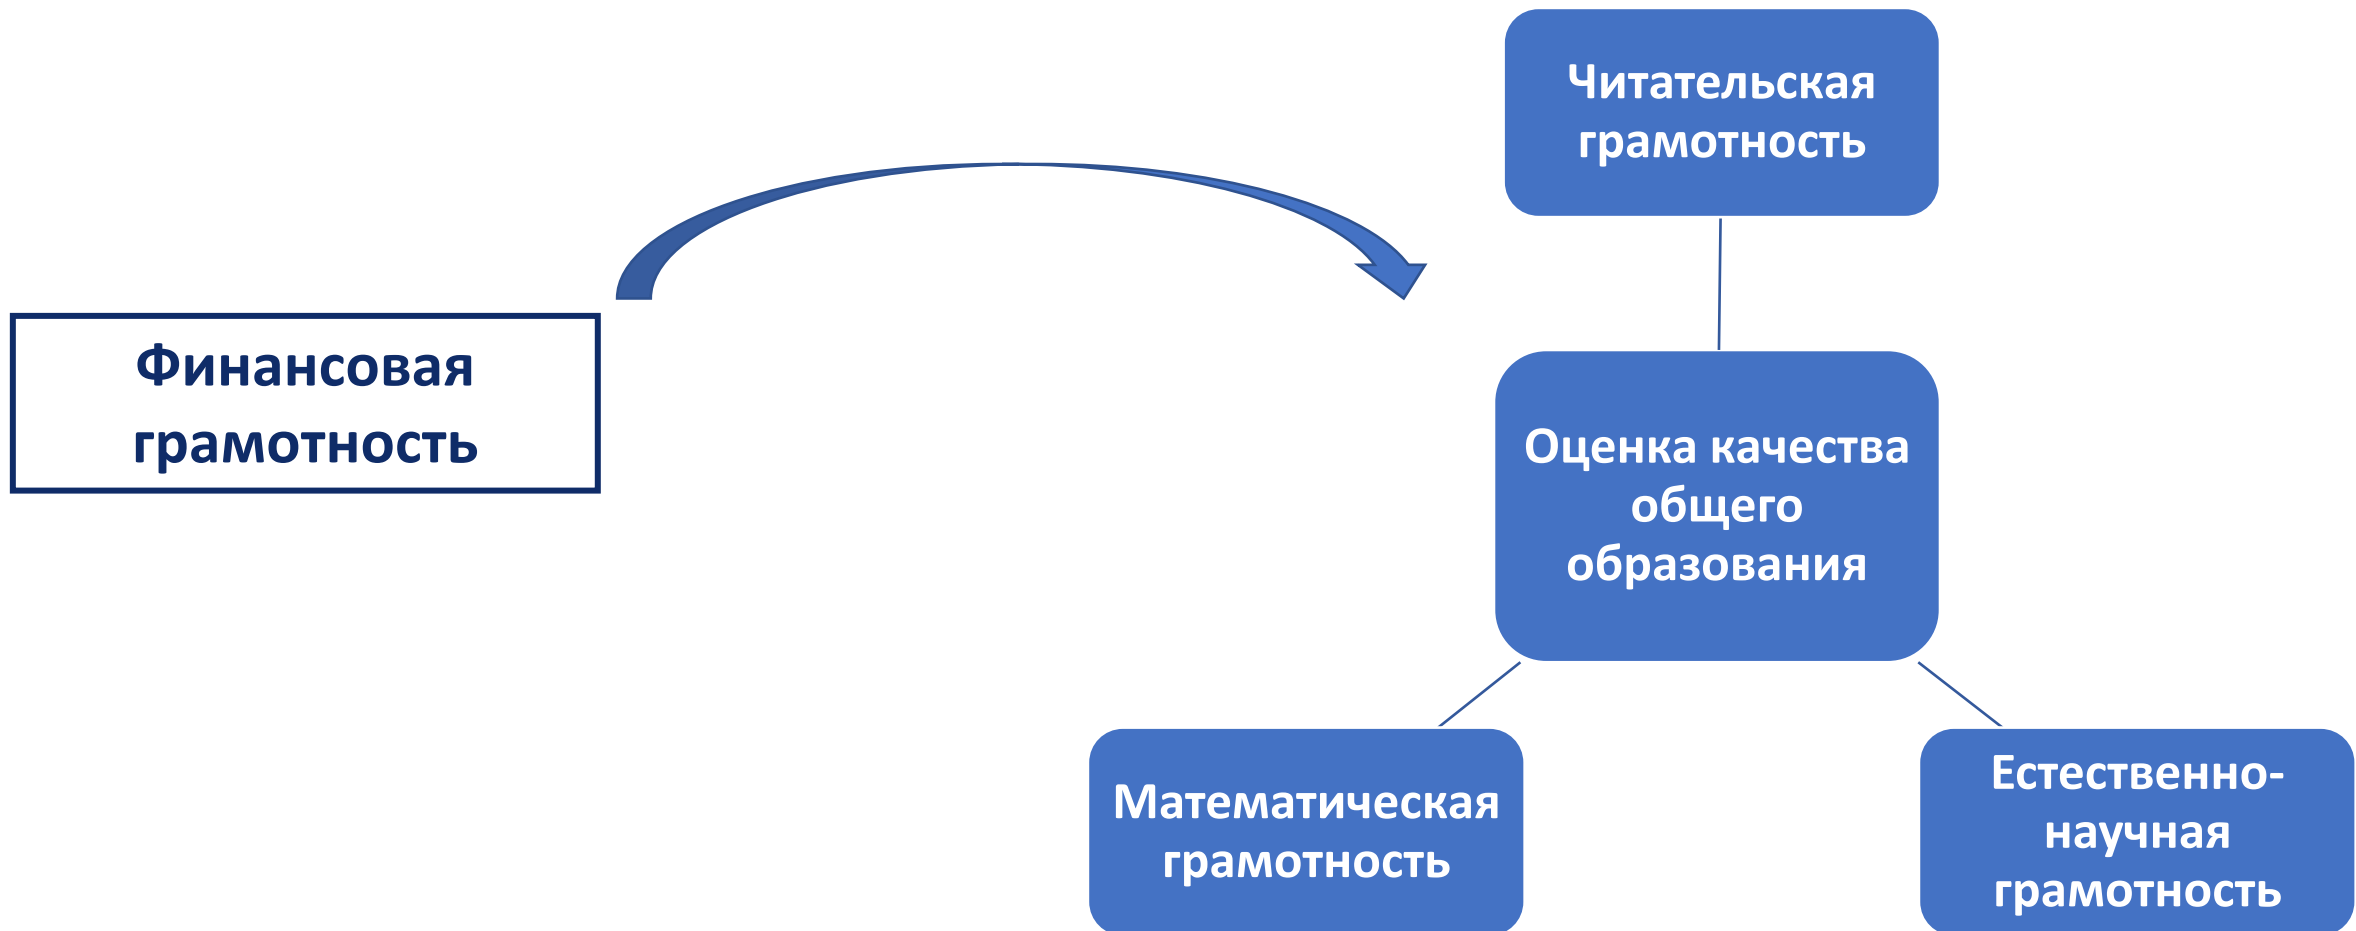 Финансовая
грамотность
Читательская
грамотность
Оценка качества
общего
образования
Математическая
грамотность
Естественно-
научная
грамотность